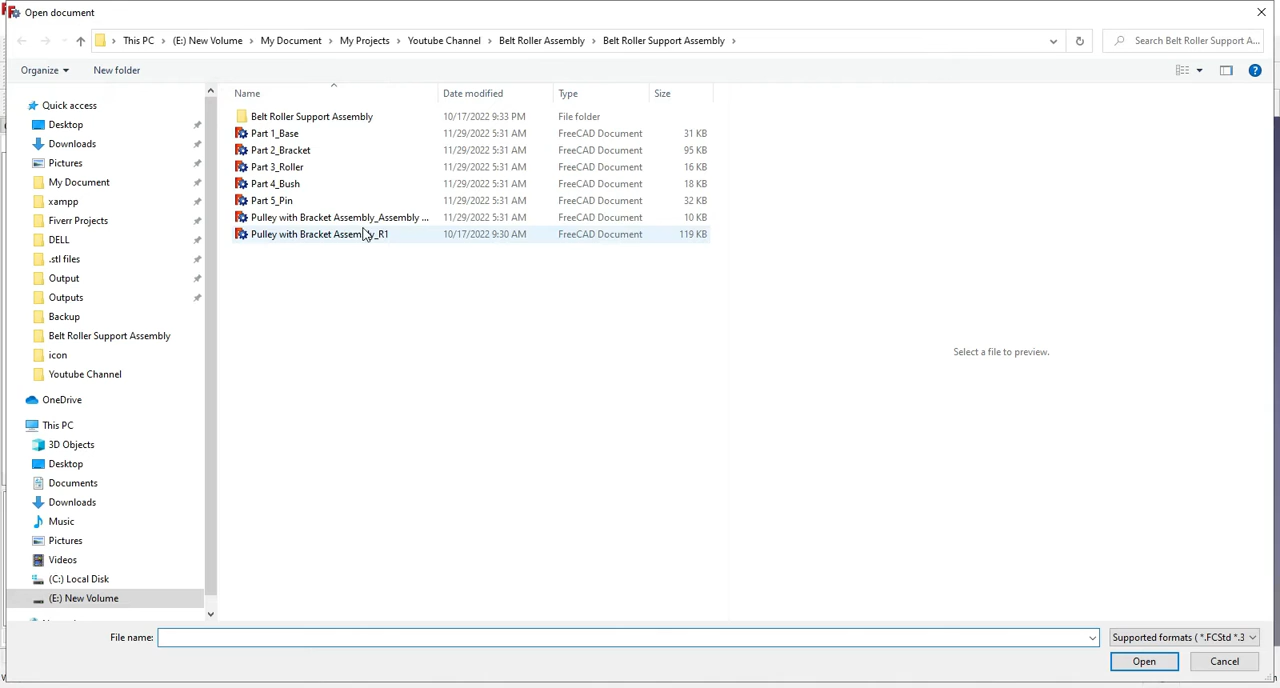 Open document
This PC > (E:) New Volume > My Document > My Projects > Youtube Channel > Belt Roller Assembly > Belt Roller Support Assembly >
Search Belt Roller Support A...
Organize
New folder
Name Date modified Type Size
Quick access
Desktop
Downloads
Pictures
My Document
xampp
Fiverr Projects
DELL
.stl files
Output
Outputs
Backup
Belt Roller Support Assembly
icon
Youtube Channel
OneDrive
This PC
3D Objects
Desktop
Documents
Downloads
Music
Pictures
Videos
(C:) Local Disk
(E:) New Volume
Belt Roller Support Assembly 10/17/2022 9:33 PM File folder
Part 1_Base 11/29/2022 5:31 AM FreeCAD Document 31 KB
Part 2_Bracket 11/29/2022 5:31 AM FreeCAD Document 95 KB
Part 3_Roller 11/29/2022 5:31 AM FreeCAD Document 16 KB
Part 4_Bush 11/29/2022 5:31 AM FreeCAD Document 18 KB
Part 5_Pin 11/29/2022 5:31 AM FreeCAD Document 32 KB
Pulley with Bracket Assembly_Assembly ... 11/29/2022 5:31 AM FreeCAD Document 10 KB
Pulley with Bracket Assembly_R1 10/17/2022 9:30 AM FreeCAD Document 119 KB
Select a file to preview.
File name:
Supported formats ( *.FCStd *.3
Open
Cancel